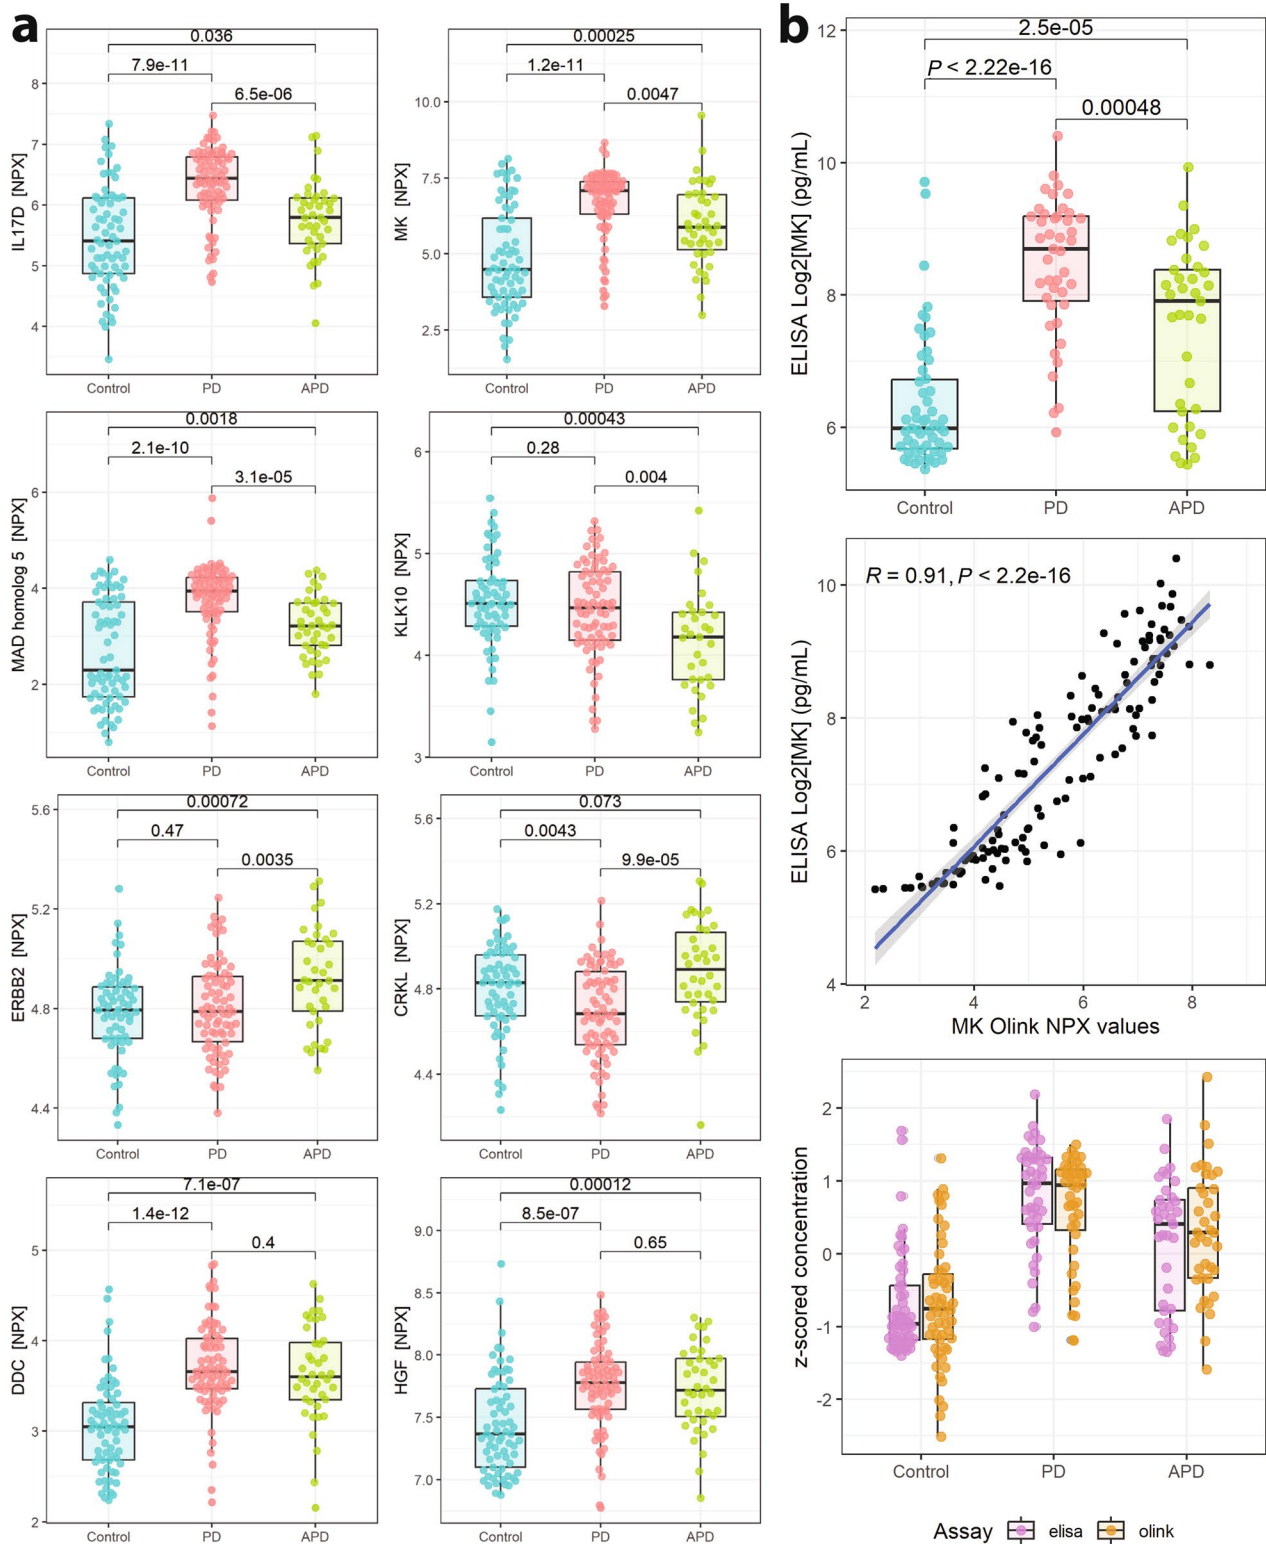 a
0.036
7.9e-11
6.5e-06
IL17D [NPX]
8
7
6
5
4
Control PD APD
0.00025
1.2e-11
0.0047
MK [NPX]
10.0
7.5
5.0
2.5
Control PD APD
0.0018
2.1e-10
3.1e-05
MAD homolog 5 [NPX]
6
4
2
Control PD APD
0.00043
0.28
0.004
KLK10 [NPX]
6
5
4
3
Control PD APD
0.00072
0.47
0.0035
ERBB2 [NPX]
5.6
5.2
4.8
4.4
Control PD APD
0.073
0.0043
9.9e-05
CRKL [NPX]
5.6
5.2
4.8
4.4
Control PD APD
7.1e-07
1.4e-12
0.4
DDC [NPX]
5
4
3
2
Control PD APD
0.00012
8.5e-07
0.65
HGF [NPX]
9.0
8.5
8.0
7.5
7.0
Control PD APD
b
2.5e-05
P < 2.22e-16
0.00048
ELISA Log2[MK] (pg/mL)
12
10
8
6
Control PD APD
R = 0.91, P < 2.2e-16
ELISA Log2[MK] (pg/mL)
10
8
6
4
2 4 6 8
MK Olink NPX values
z-scored concentration
2
1
0
-1
-2
Control PD APD
Assay elisa olink